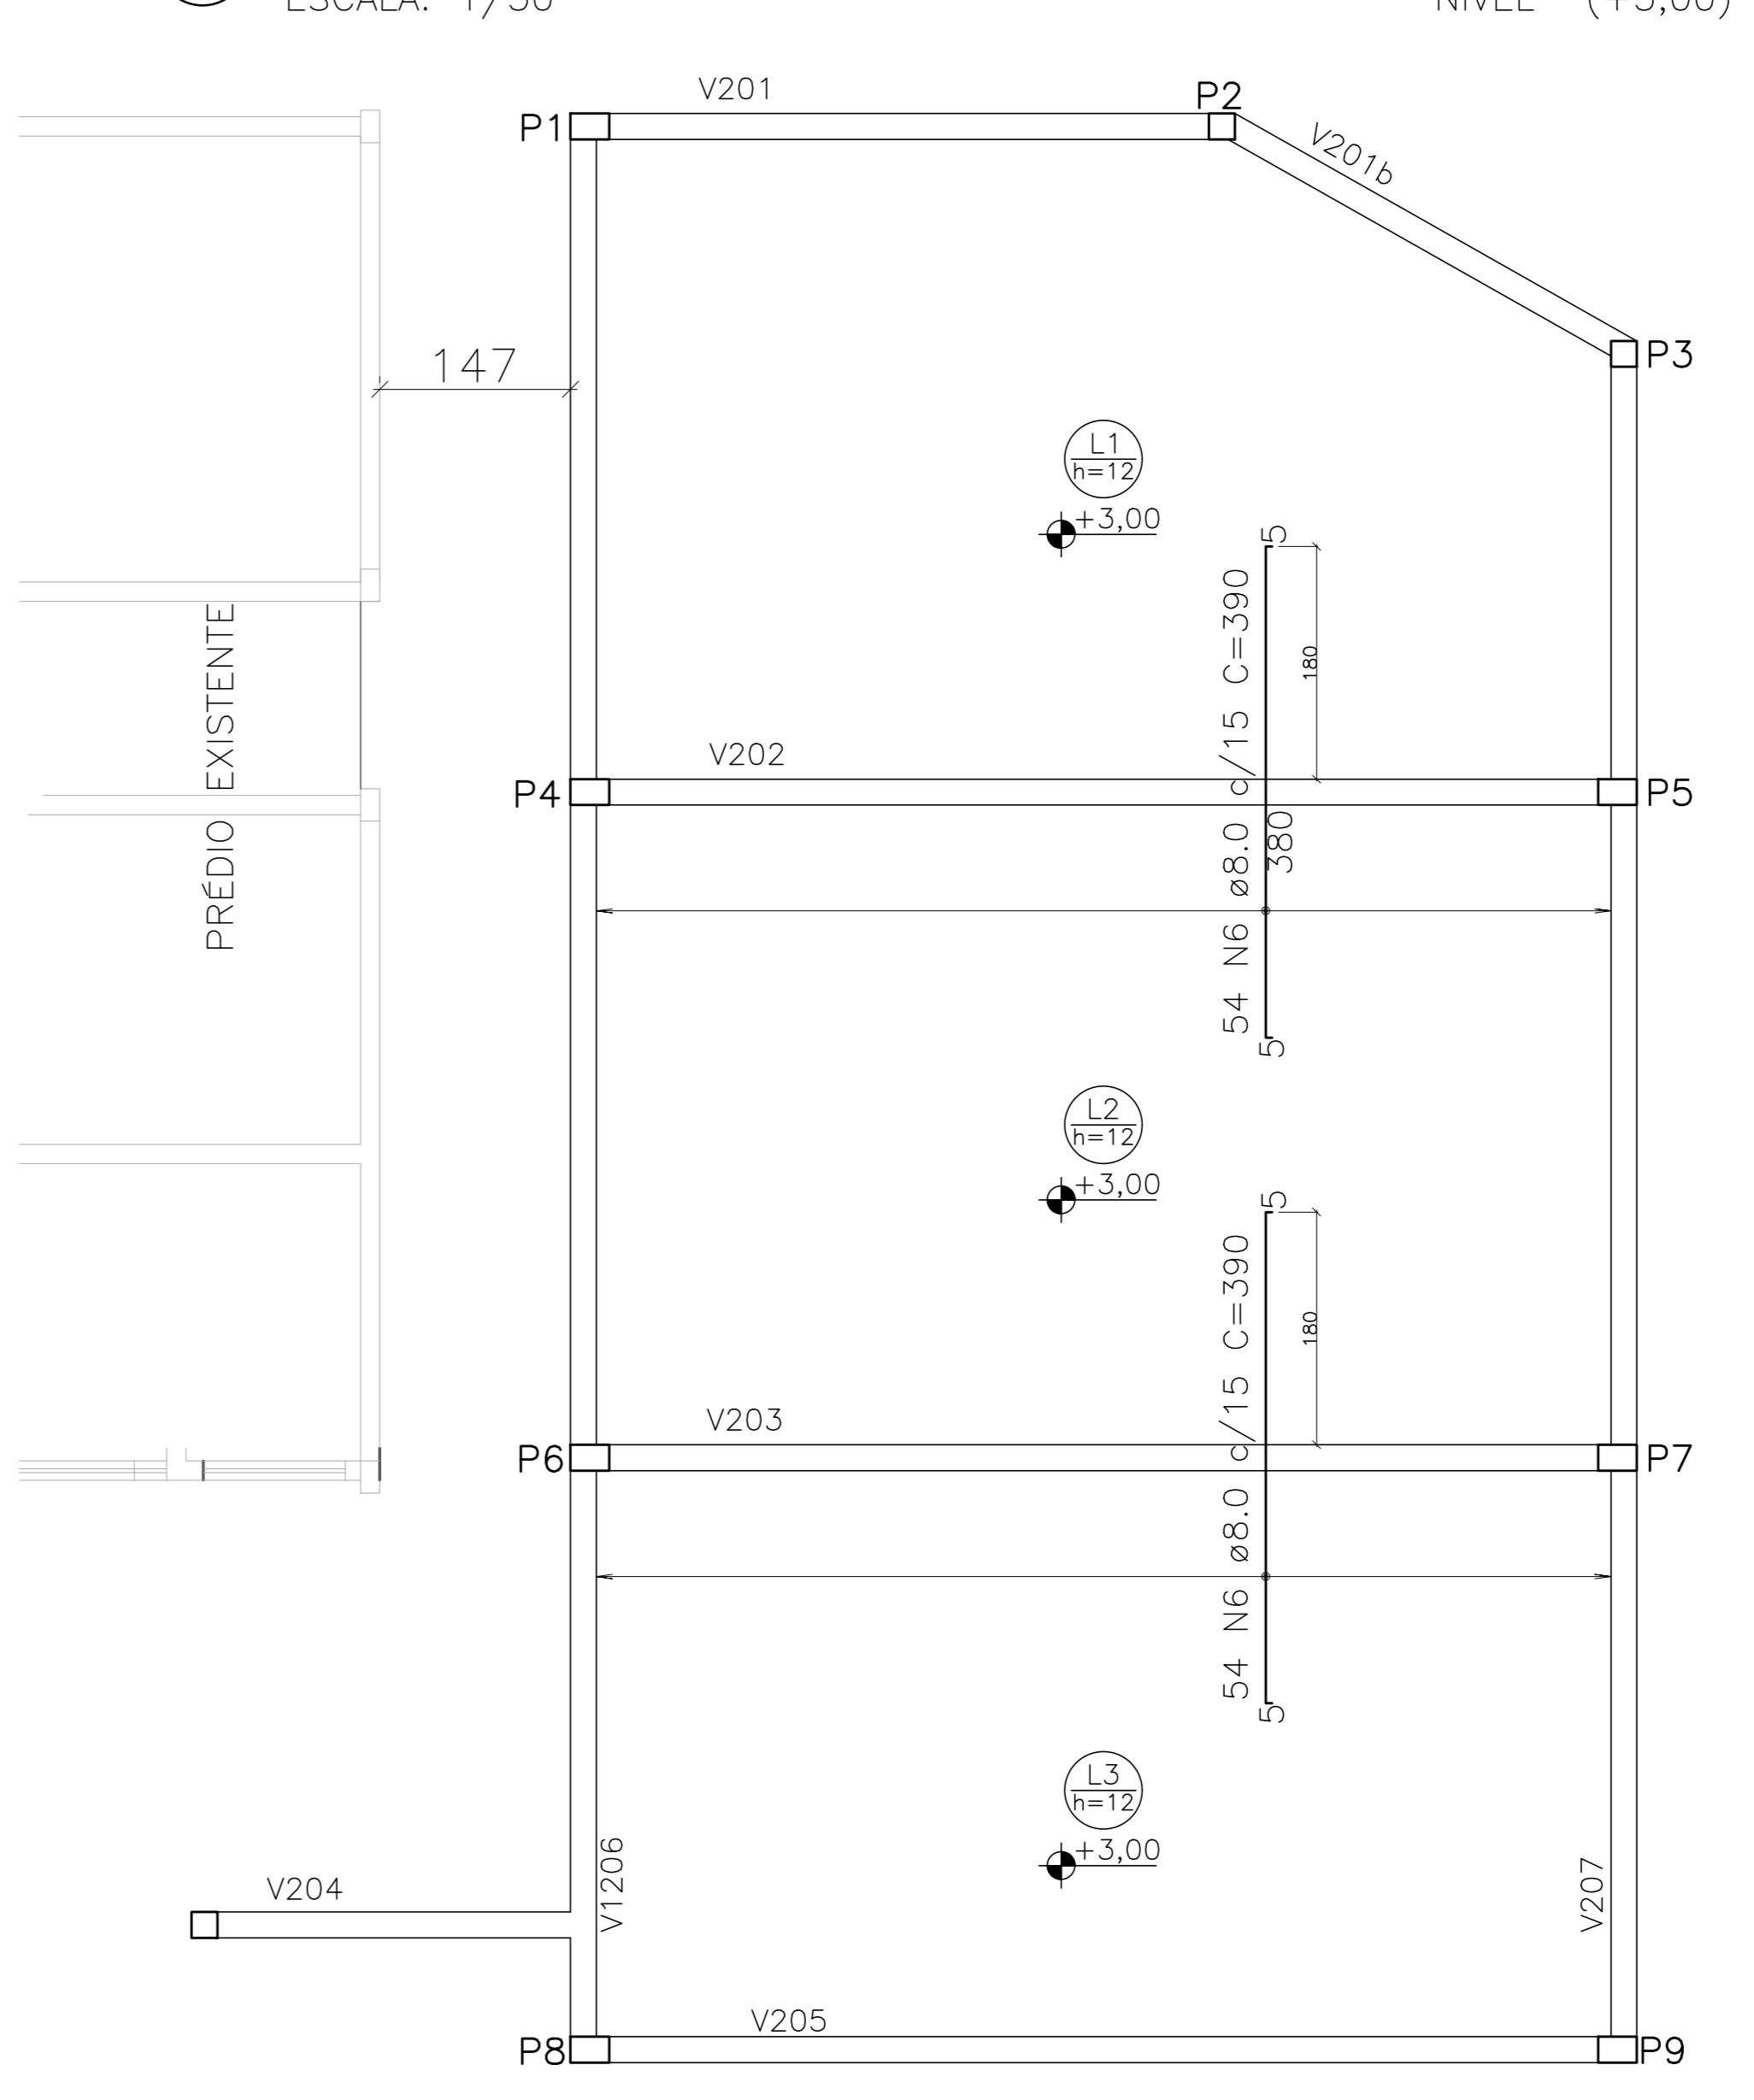 ESCALA: 1/50
NÍVEL (+3,00)
V201
P2
P1
V201b
P3
147
L1
h=12
+3,00
5
180
54 N6 ø8.0 c/15 C=390
380
5
PRÉDIO EXISTENTE
V202
P4
P5
L2
h=12
+3,00
5
180
54 N6 ø8.0 c/15 C=390
5
V203
P6
P7
L3
h=12
+3,00
V1206
V207
V204
V205
P8
P9